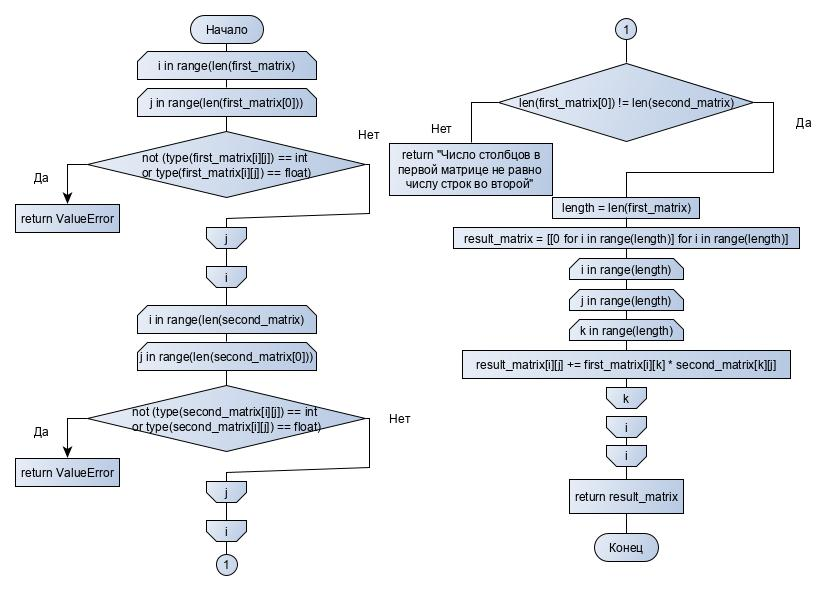 Начало
i in range(len(first_matrix)
j in range(len(first_matrix[0]))
not (type(first_matrix[i][j]) == int
or type(first_matrix[i][j]) == float)
Да
Нет
return ValueError
j
i
i in range(len(second_matrix)
j in range(len(second_matrix[0]))
not (type(second_matrix[i][j]) == int
or type(second_matrix[i][j]) == float)
Да
Нет
return ValueError
j
i
1
1
len(first_matrix[0]) != len(second_matrix)
Нет
Да
return "Число столбцов в
первой матрице не равно
числу строк во второй"
length = len(first_matrix)
result_matrix = [[0 for i in range(length)] for i in range(length)]
i in range(length)
j in range(length)
k in range(length)
result_matrix[i][j] += first_matrix[i][k] * second_matrix[k][j]
k
i
i
return result_matrix
Конец